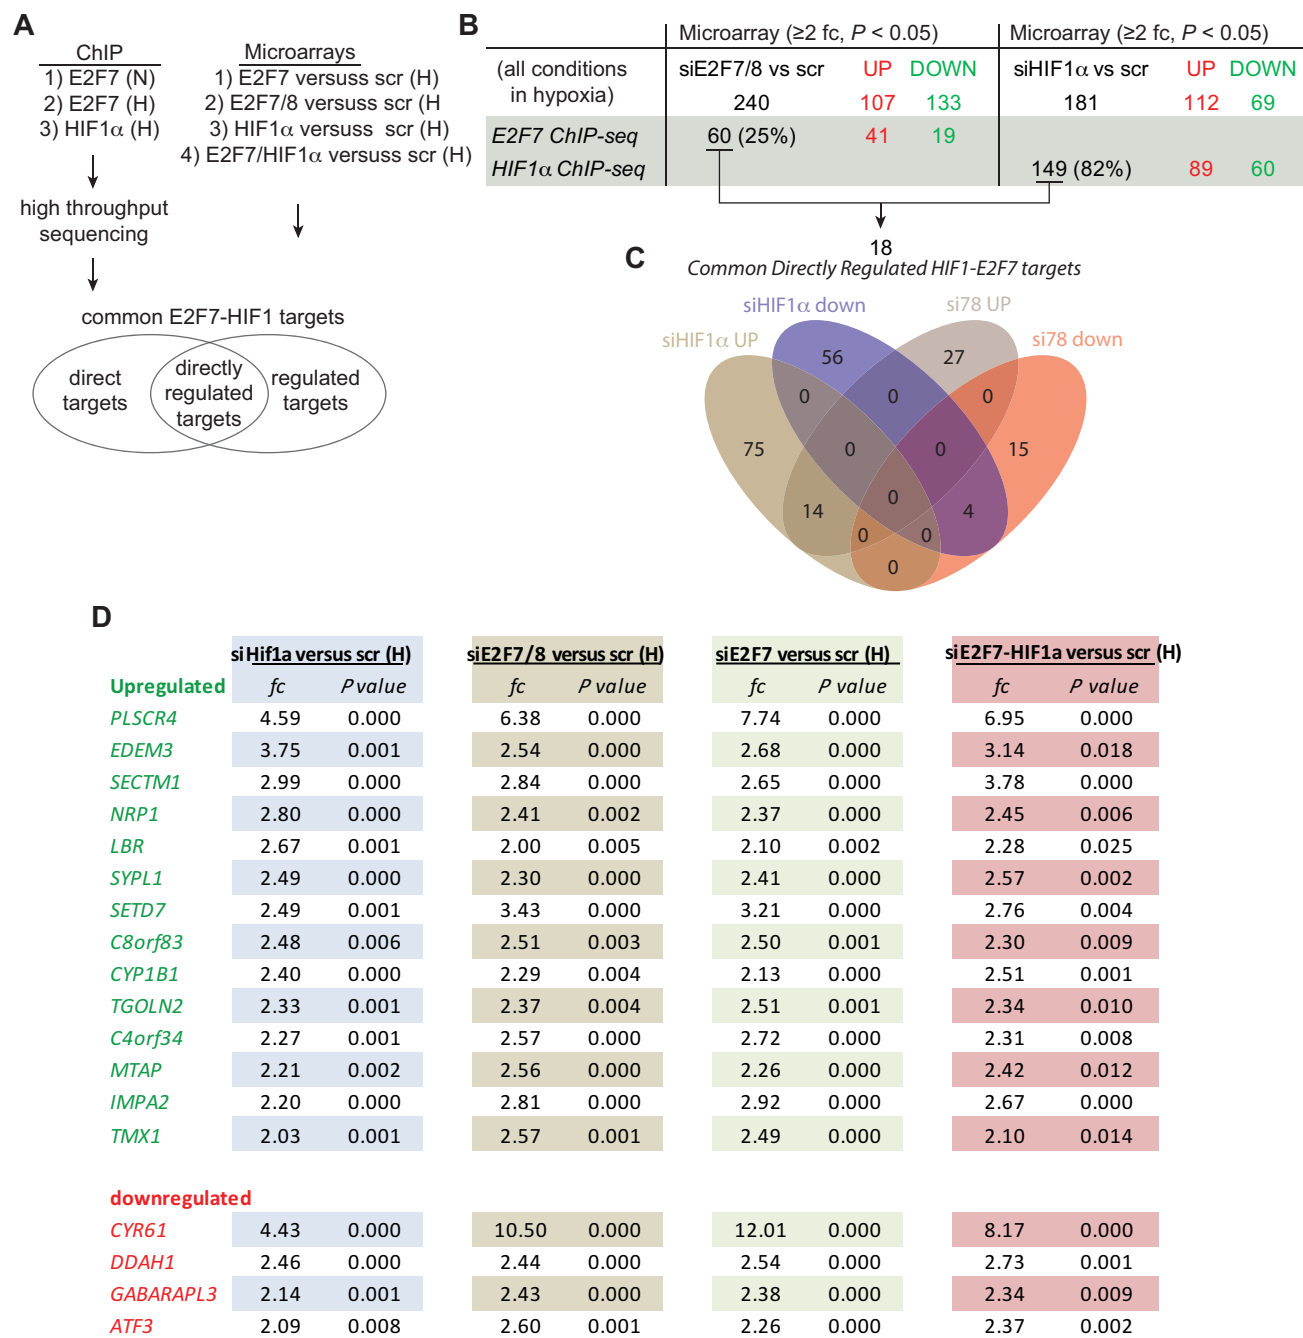 A
ChIP
1) E2F7 (N)
2) E2F7 (H)
3) HIF1α (H)
high throughput
sequencing
Microarrays
1) E2F7 versuss scr (H)
2) E2F7/8 versuss scr (H
3) HIF1α versuss scr (H)
4) E2F7/HIF1α versuss scr (H)
common E2F7-HIF1 targets
direct
targets
directly
regulated
targets
regulated
targets
B
Microarray (≥2 fc, P < 0.05) Microarray (≥2 fc, P < 0.05)
(all conditions
in hypoxia)
siE2F7/8 vs scr UP DOWN siHIF1α vs scr UP DOWN
240 107 133 181 112 69
E2F7 ChIP-seq 60 (25%) 41 19
HIF1α ChIP-seq 149 (82%) 89 60
18
C
Common Directly Regulated HIF1-E2F7 targets
siHIF1α down si78 UP
siHIF1α UP si78 down
56 27
0 0 0
75 0 0 15
0
14 4
0 0
0
D
siHif1a versus scr (H) siE2F7/8 versus scr (H) siE2F7 versus scr (H) siE2F7-HIF1a versus scr (H)
Upregulated fc P value fc P value fc P value fc P value
PLSCR4 4.59 0.000 6.38 0.000 7.74 0.000 6.95 0.000
EDEM3 3.75 0.001 2.54 0.000 2.68 0.000 3.14 0.018
SECTM1 2.99 0.000 2.84 0.000 2.65 0.000 3.78 0.000
NRP1 2.80 0.000 2.41 0.002 2.37 0.000 2.45 0.006
LBR 2.67 0.001 2.00 0.005 2.10 0.002 2.28 0.025
SYPL1 2.49 0.000 2.30 0.000 2.41 0.000 2.57 0.002
SETD7 2.49 0.001 3.43 0.000 3.21 0.000 2.76 0.004
C8orf83 2.48 0.006 2.51 0.003 2.50 0.001 2.30 0.009
CYP1B1 2.40 0.000 2.29 0.004 2.13 0.000 2.51 0.001
TGOLN2 2.33 0.001 2.37 0.004 2.51 0.001 2.34 0.010
C4orf34 2.27 0.001 2.57 0.000 2.72 0.000 2.31 0.008
MTAP 2.21 0.002 2.56 0.000 2.26 0.000 2.42 0.012
IMPA2 2.20 0.000 2.81 0.000 2.92 0.000 2.67 0.000
TMX1 2.03 0.001 2.57 0.001 2.49 0.000 2.10 0.014
downregulated
CYR61 4.43 0.000 10.50 0.000 12.01 0.000 8.17 0.000
DDAH1 2.46 0.000 2.44 0.000 2.54 0.000 2.73 0.001
GABARAPL3 2.14 0.001 2.43 0.000 2.38 0.000 2.34 0.009
ATF3 2.09 0.008 2.60 0.001 2.26 0.000 2.37 0.002